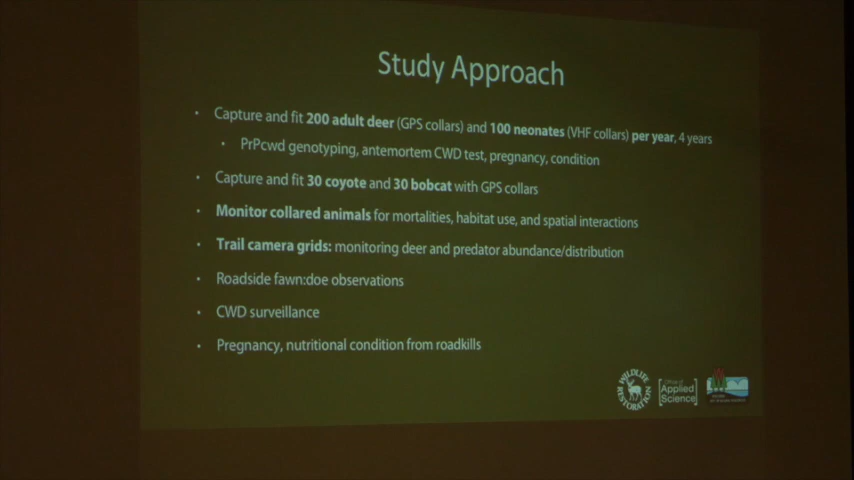 Study Approach
• Capture and fit 200 adult deer (GPS collars) and 100 neonates (VHF collars) per year, 4 years
• PrPcwd genotyping, antemortem CWD test, pregnancy, condition
• Capture and fit 30 coyote and 30 bobcat with GPS collars
• Monitor collared animals for mortalities, habitat use, and spatial interactions
• Trail camera grids: monitoring deer and predator abundance/distribution
• Roadside fawn:doe observations
• CWD surveillance
• Pregnancy, nutritional condition from roadkills
WILDLIFE
RESTORATION
Office of
Applied
Science